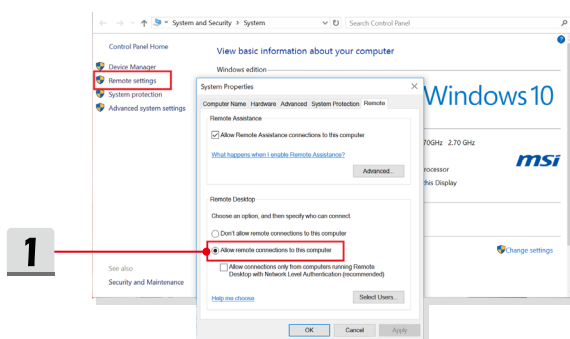 System and Security > System
Search Control Panel
Control Panel Home
Device Manager
Remote settings
System protection
Advanced system settings
View basic information about your computer
Windows edition
System Properties
Computer Name Hardware Advanced System Protection Remote
Remote Assistance
Allow Remote Assistance connections to this computer
What happens when I enable Remote Assistance?
Advanced...
Remote Desktop
Choose an option, and then specify who can connect.
Don't allow remote connections to this computer
Allow remote connections to this computer
Allow connections only from computers running Remote
Desktop with Network Level Authentication (recommended)
Help me choose
Select Users...
OK Cancel Apply
Windows 10
70GHz 2.70 GHz
msi
rocessor
this Display
Change settings
1
See also
Security and Maintenance